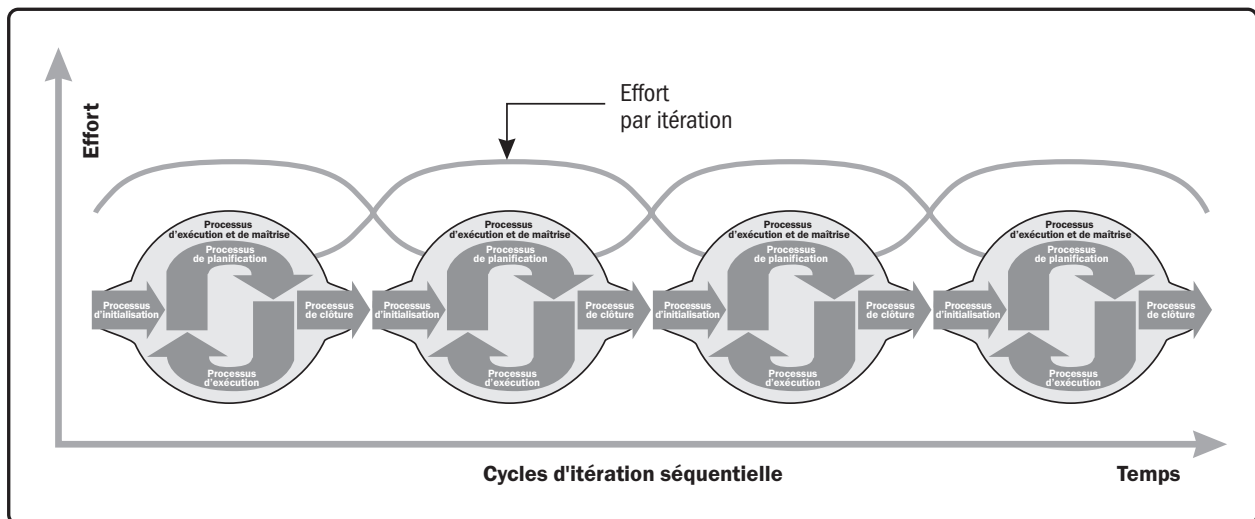 Effort
Effort
par itération
Processus
d'exécution et de maîtrise
Processus
de planification
Processus
d'initialisation
Processus
de clôture
Processus
d'exécution
Processus
d'exécution et de maîtrise
Processus
de planification
Processus
d'initialisation
Processus
de clôture
Processus
d'exécution
Processus
d'exécution et de maîtrise
Processus
de planification
Processus
d'initialisation
Processus
de clôture
Processus
d'exécution
Processus
d'exécution et de maîtrise
Processus
de planification
Processus
d'initialisation
Processus
de clôture
Processus
d'exécution
Cycles d'itération séquentielle
Temps